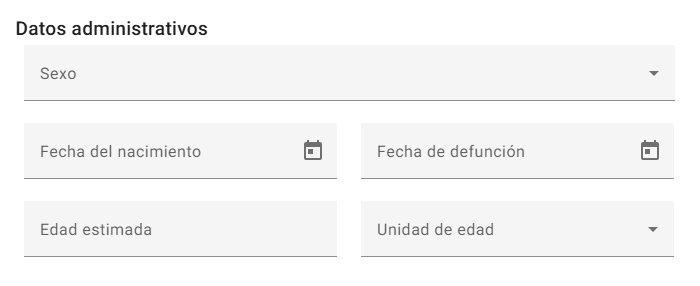 Datos administrativos
Sexo
Fecha del nacimiento
Fecha de defunción
Edad estimada
Unidad de edad